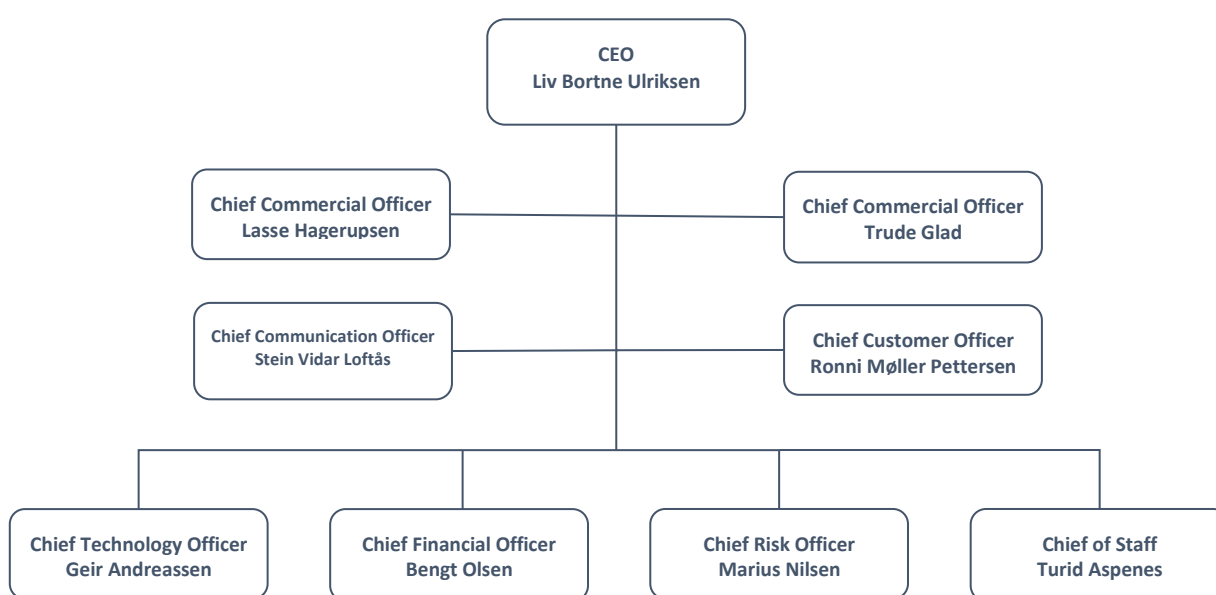 CEO
Liv Bortne Ulriksen
Chief Commercial Officer
Lasse Hagerupsen
Chief Commercial Officer
Trude Glad
Chief Communication Officer
Stein Vidar Loftås
Chief Customer Officer
Ronni Møller Pettersen
Chief Technology Officer
Geir Andreassen
Chief Financial Officer
Bengt Olsen
Chief Risk Officer
Marius Nilsen
Chief of Staff
Turid Aspenes